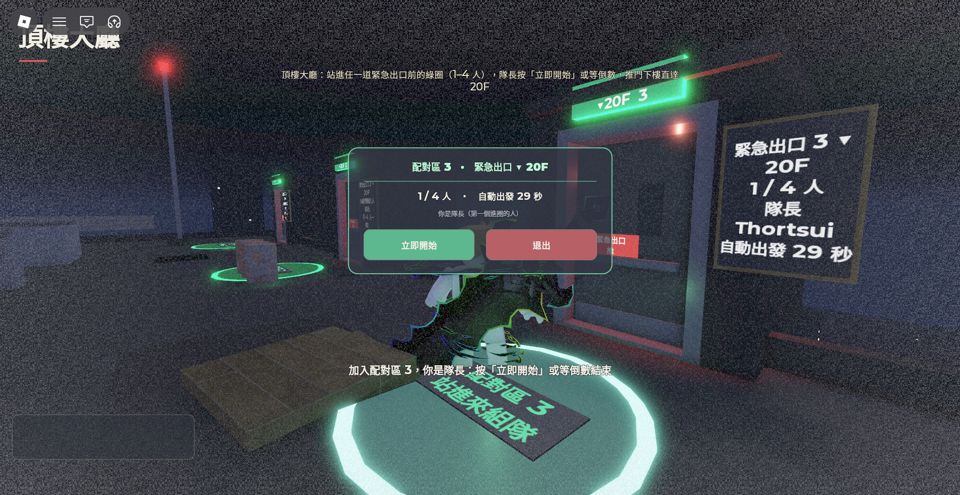 頂樓大廳
頂樓大廳：站進任一道緊急出口前的綠圈（1–4 人），隊長按「立即開始」或等倒數，推門下樓直達
20F
▼20F 3
配對區 3 • 緊急出口 ▼ 20F
1 / 4 人 • 自動出發 29 秒
你是隊長（第一個進圈的人）
立即開始
退出
緊急出口 3 ▼
20F
1 / 4 人
隊長
Thortsui
自動出發 29 秒
出口
加入配對區 3，你是隊長：按「立即開始」或等倒數結束
配對區 3
站進來組隊